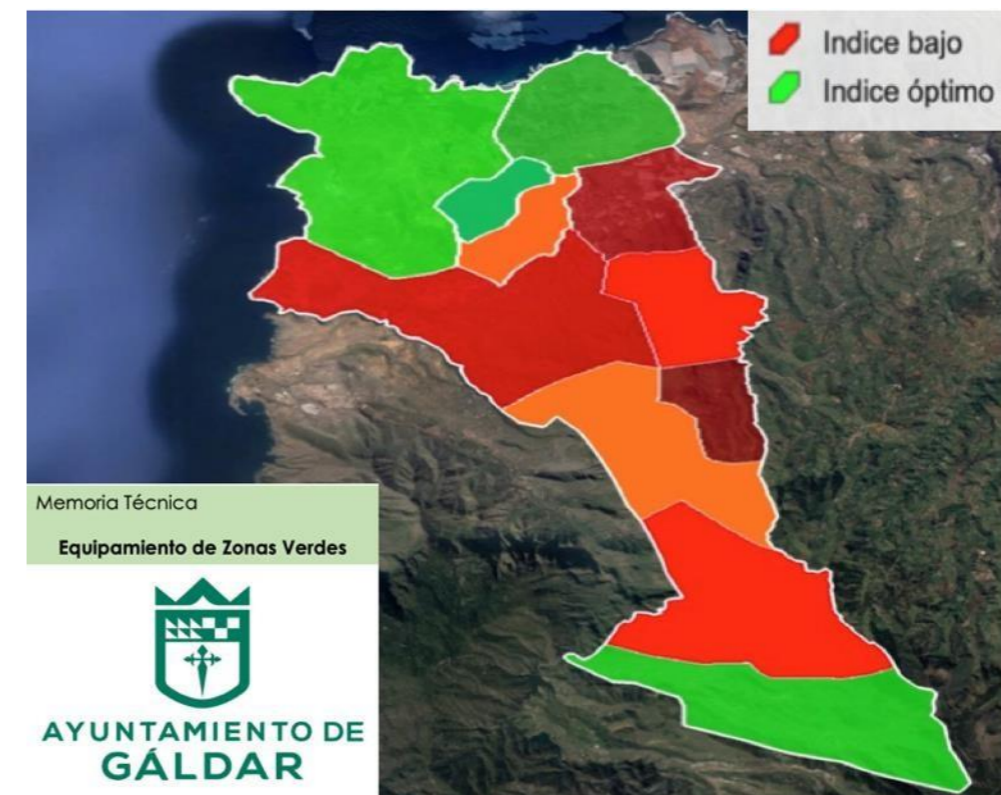 Indice bajo
Indice óptimo
Memoria Técnica
Equipamiento de Zonas Verdes
AYUNTAMIENTO DE
GÁLDAR